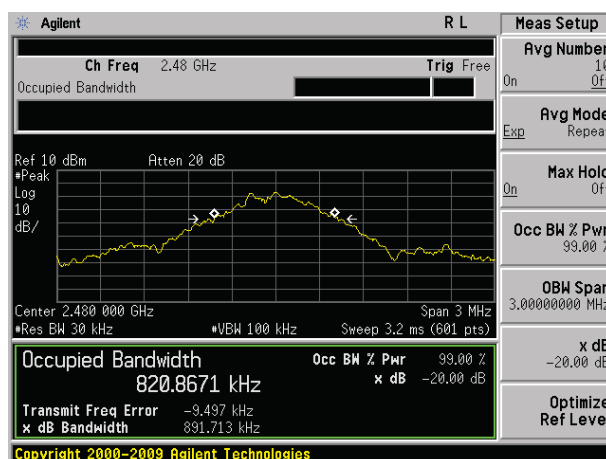 Agilent R L Meas Setup
Ch Freq 2.48 GHz Trig Free
Occupied Bandwidth
Avg Number
10
On Off
Avg Mode
Exp Repeat
Max Hold
On Off
Occ BW % Pwr
99.00 %
OBW Span
3.00000000 MHz
x dB
-20.00 dB
Optimize
Ref Level
Ref 10 dBm Atten 20 dB
#Peak
Log
10
dB/
Center 2.480 000 GHz Span 3 MHz
#Res BW 30 kHz #VBW 100 kHz Sweep 3.2 ms (601 pts)
Occupied Bandwidth Occ BW % Pwr 99.00 %
820.8671 kHz x dB -20.00 dB
Transmit Freq Error -9.497 kHz
x dB Bandwidth 891.713 kHz
Copyright 2000-2009 Agilent Technologies